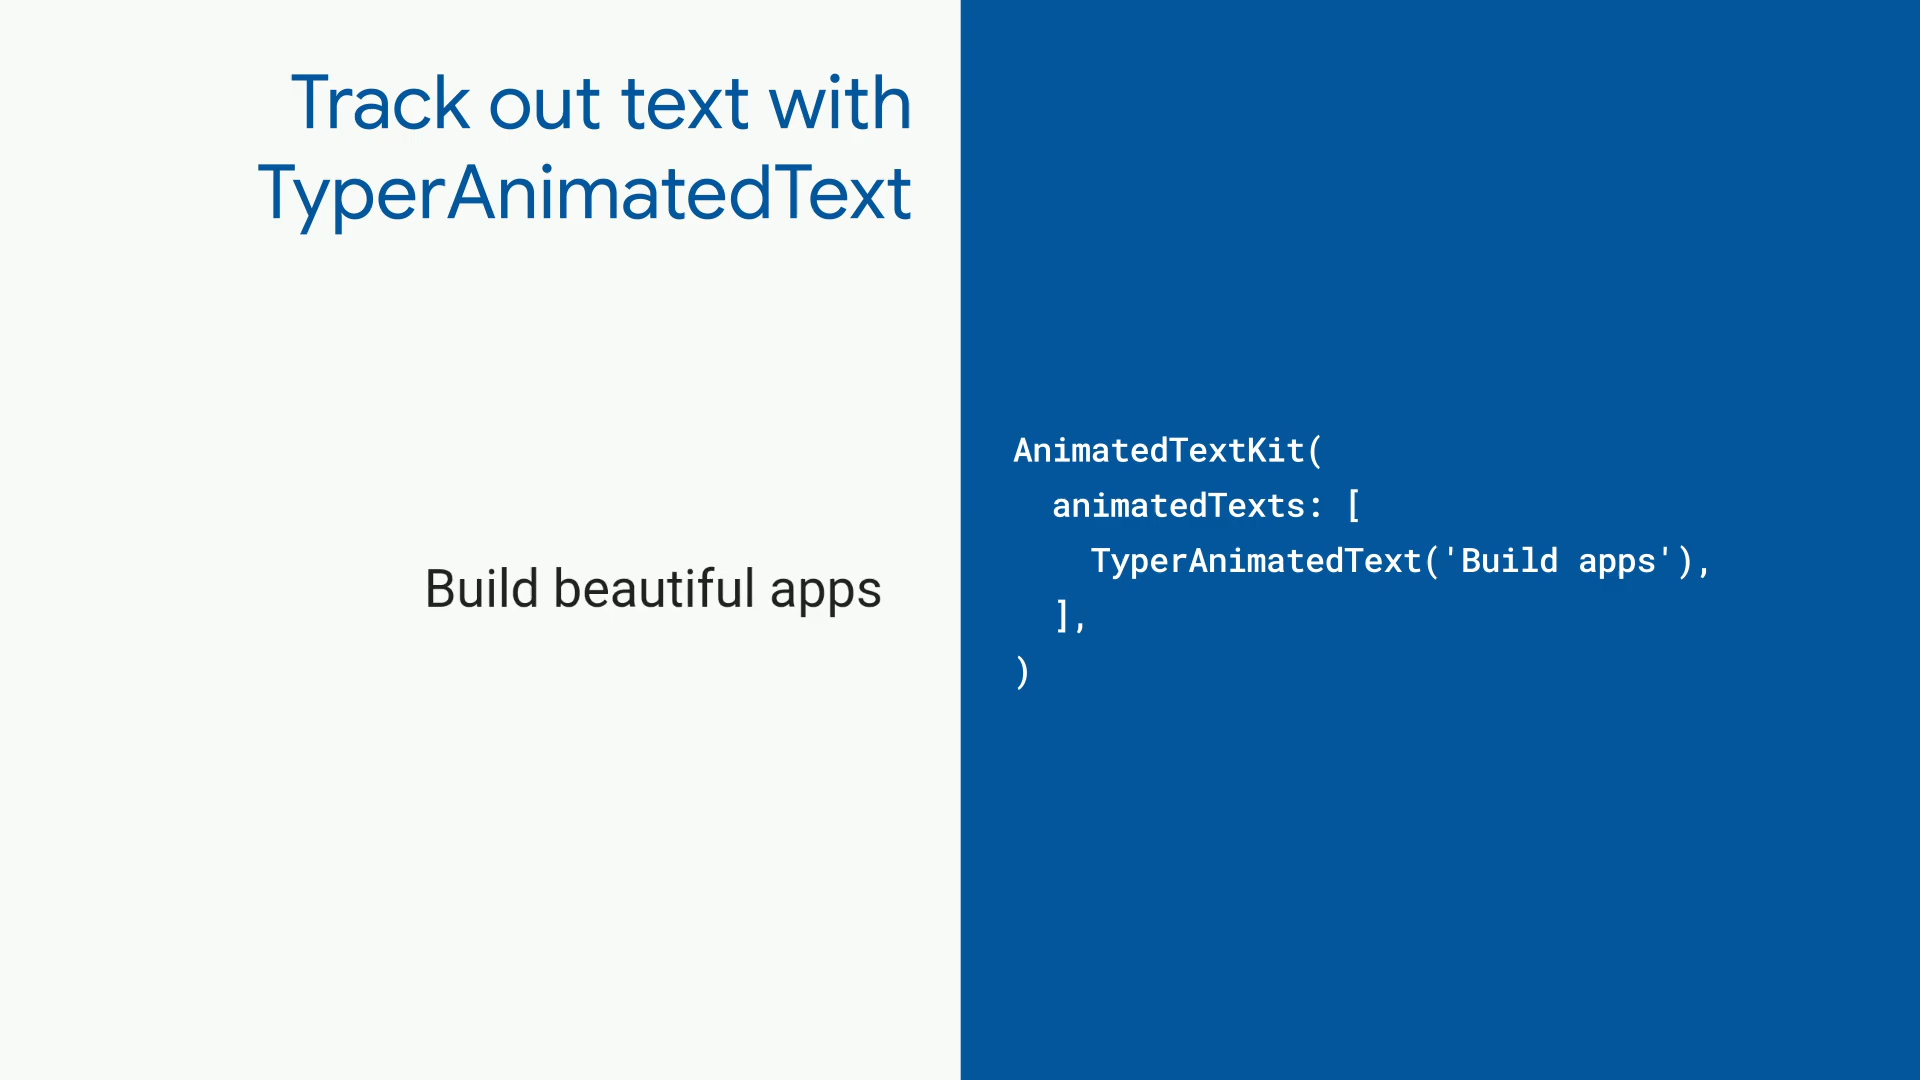 Track out text with
TyperAnimatedText
Build beautiful apps
AnimatedTextKit(
  animatedTexts: [
    TyperAnimatedText('Build apps'),
  ],
)